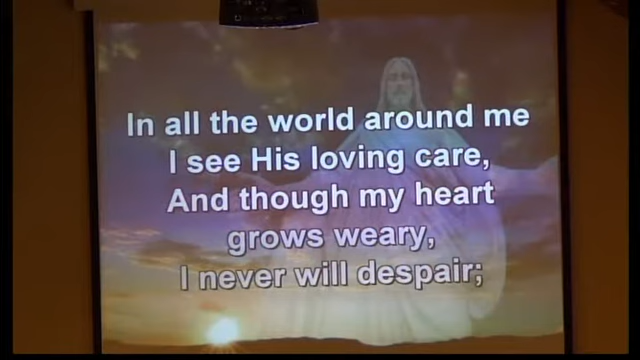 In all the world around me
I see His loving care,
And though my heart
grows weary,
I never will despair;